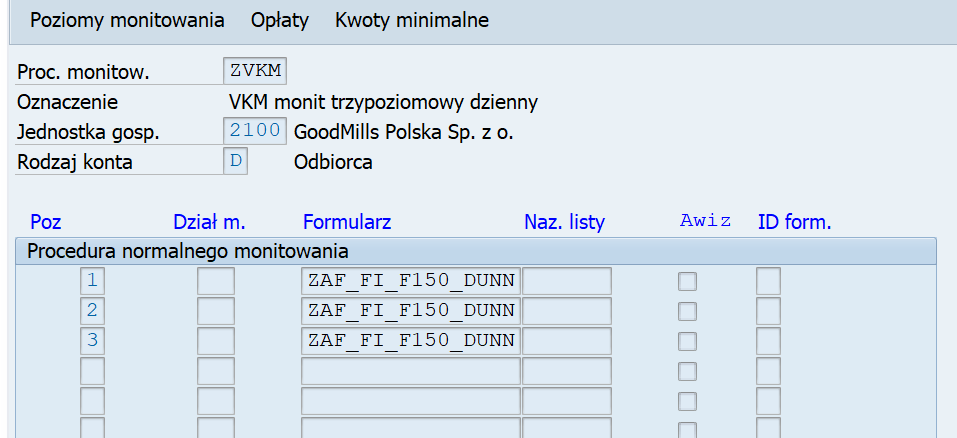 Poziomy monitowania Opłaty Kwoty minimalne
Proc. monitow. ZVKM
Oznaczenie VKM monit trzypoziomowy dzienny
Jednostka gosp. 2100 GoodMills Polska Sp. z o.
Rodzaj konta D Odbiorca
Poz Dział m. Formularz Naz. listy Awiz ID form.
Procedura normalnego monitowania
1 ZAF_FI_F150_DUNN
2 ZAF_FI_F150_DUNN
3 ZAF_FI_F150_DUNN